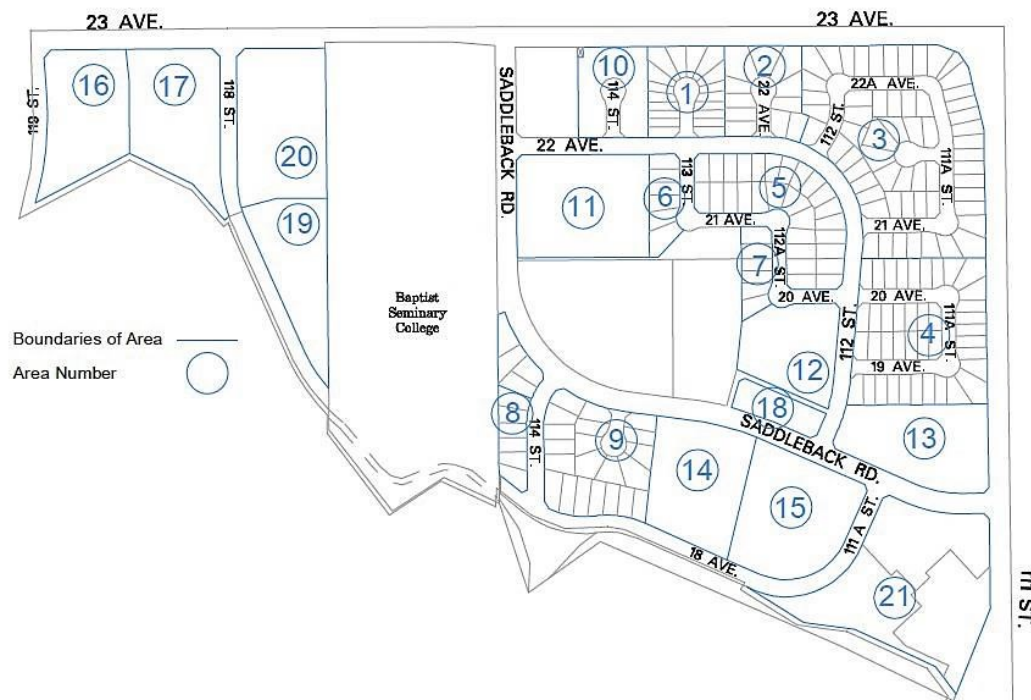 23 AVE.
23 AVE.
119 ST.
16
17
118 ST.
20
19
SADDLEBACK RD.
10
114 ST.
1
2
22 AVE.
22A AVE.
112 ST.
3
111A ST.
22 AVE.
113 ST.
6
5
11
21 AVE.
21 AVE.
112A ST.
7
20 AVE.
20 AVE.
111A ST.
4
19 AVE.
112 ST.
Baptist
Seminary
College
Boundaries of Area
Area Number
12
18
8
114 ST.
9
SADDLEBACK RD.
13
14
15
111 A ST.
18 AVE.
21
111 ST.